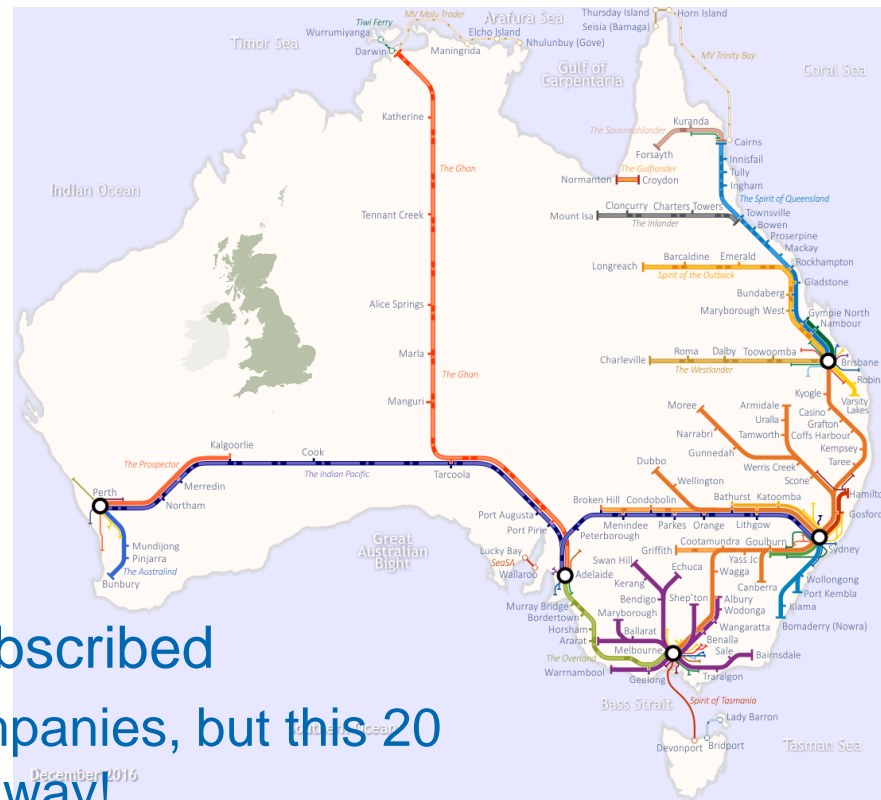 Thursday Island
Horn Island
Seisia (Bamaga)
MV Malu Trader
Arafura Sea
Tiwi Ferry
Wurrumiyanga
Elcho Island
Nhulunbuy (Gove)
Timor Sea
Darwin
Maningrida
MV Trinity Bay
Gulf of
Carpentaria
Coral Sea
Katherine
Kuranda
The Savannahlander
Cairns
Forsayth
Innisfail
The Ghan
The Gulflander
Tully
Normanton
Croydon
Ingham
Indian Ocean
The Spirit of Queensland
Cloncurry
Charters Towers
Tennant Creek
Mount Isa
Townsville
The Inlander
Bowen
Proserpine
Mackay
Barcaldine
Emerald
Rockhampton
Longreach
Spirit of the Outback
Gladstone
Bundaberg
Alice Springs
Maryborough West
Gympie North
Nambour
Marla
Roma
Dalby
Toowoomba
Charleville
Brisbane
The Westlander
The Ghan
Robina
Kyogle
Varsity
Lakes
Manguri
Moree
Armidale
Casino
Uralla
Grafton
Narrabri
Tamworth
Coffs Harbour
Kalgoorlie
Gunnedah
Kempsey
Cook
Dubbo
Taree
The Prospector
Werris Creek
The Indian Pacific
Tarcoola
Scone
Merredin
Wellington
Perth
Broken Hill
Condobolin
Bathurst
Katoomba
Hamilto
Northam
Port Augusta
Gosford
Port Pirie
Menindee
Parkes
Orange
Lithgow
Peterborough
Great
Australian
Bight
Cootamundra
Goulburn
Mundijong
Lucky Bay
Griffith
Sydney
Pinjarra
SeaSA
Swan Hill
Yass Jc
The Australind
Wallaroo
Adelaide
Echuca
Wagga
Bunbury
Kerang
Canberra
Wollongong
Bendigo
Shep'ton
Albury
Port Kembla
Murray Bridge
Maryborough
Wodonga
Kiama
Bordertown
Wangaratta
Bomaderry (Nowra)
Horsham
Ballarat
Benalla
Ararat
Melbourne
Sale
bscribed
The Overland
Bairnsdale
Warrnambool
Geelong
Traralgon
Bass Strait
Spirit of Tasmania
mpanies, but this 20
Southern Ocean
Lady Barron
Devonport
Bridport
Tasman Sea
December 2016
way!